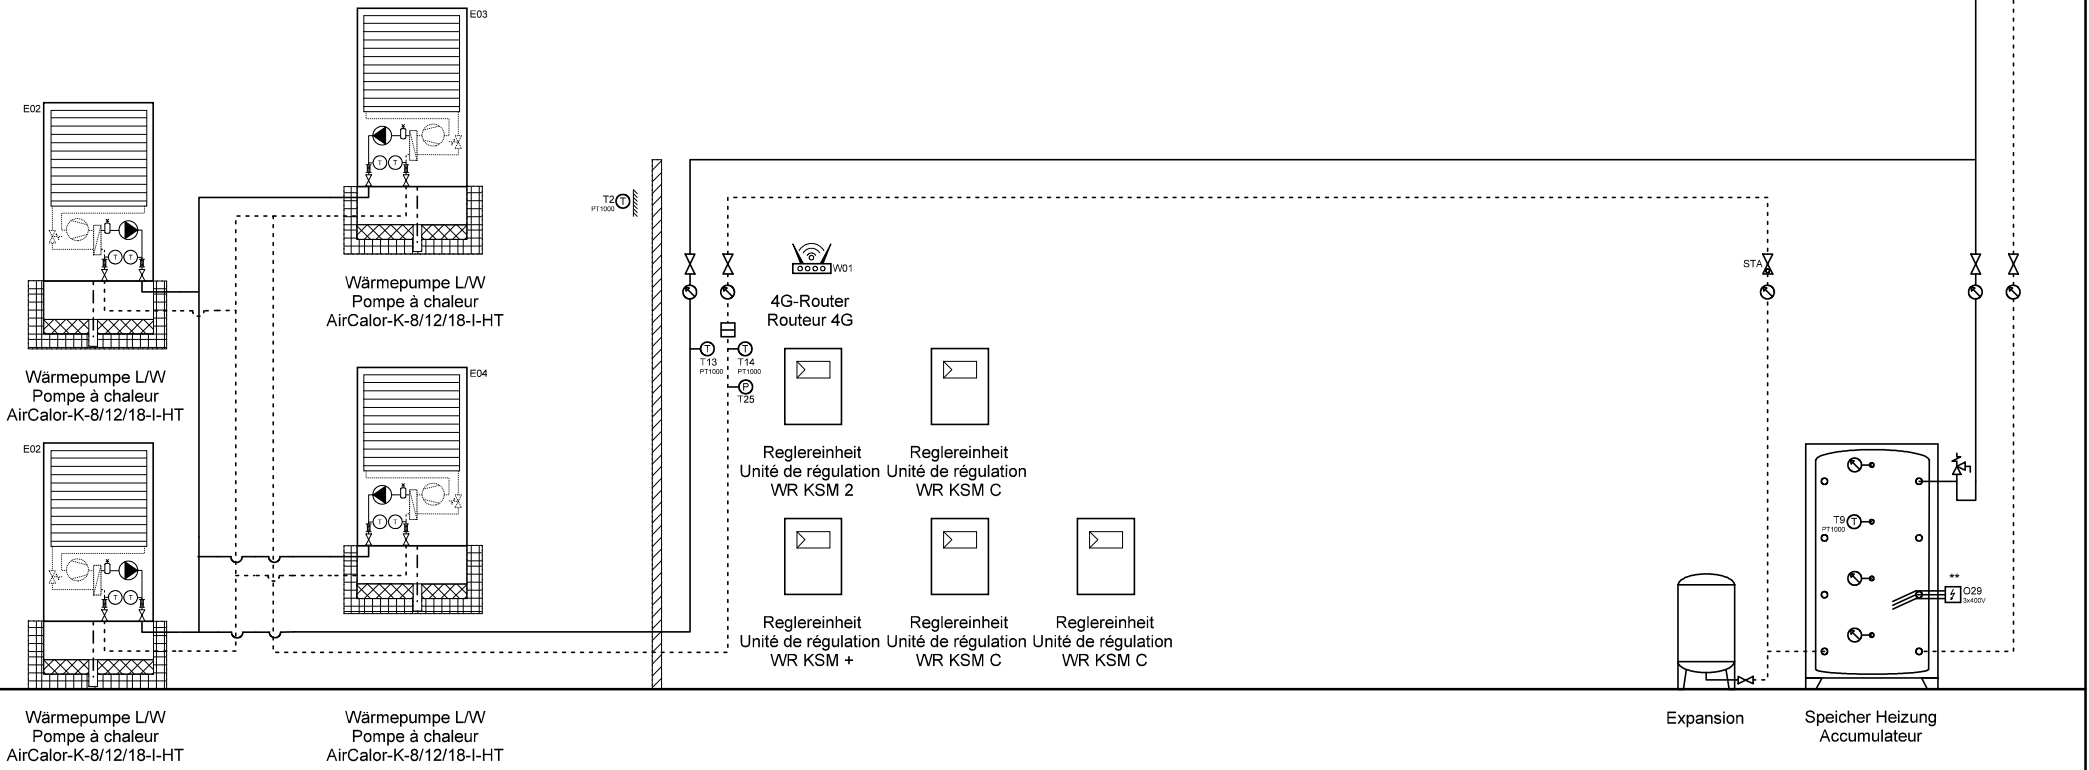 E03
E02
Wärmepumpe L/W
Pompe à chaleur
AirCalor-K-8/12/18-I-HT
T
T
T
T
Wärmepumpe L/W
Pompe à chaleur
AirCalor-K-8/12/18-I-HT
E04
E02
T
T
T
T
Wärmepumpe L/W
Pompe à chaleur
AirCalor-K-8/12/18-I-HT
Wärmepumpe L/W
Pompe à chaleur
AirCalor-K-8/12/18-I-HT
T2
PT1000
T
T
T13
PT1000
T
T14
PT1000
P
T25
W01
4G-Router
Routeur 4G
Reglereinheit
Unité de régulation
WR KSM 2
Reglereinheit
Unité de régulation
WR KSM C
Reglereinheit
Unité de régulation
WR KSM +
Reglereinheit
Unité de régulation
WR KSM C
Reglereinheit
Unité de régulation
WR KSM C
STA
T9
PT1000
T
**
O29
3x400V
Expansion
Speicher Heizung
Accumulateur